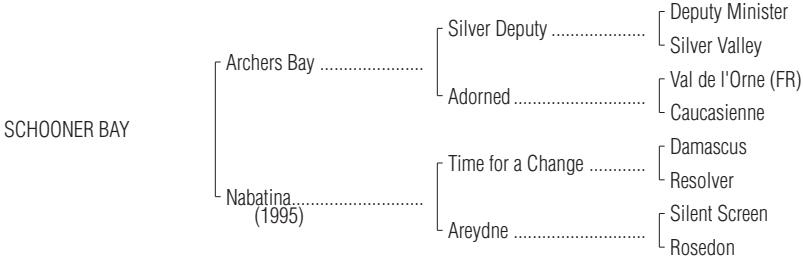 Deputy Minister
Silver Deputy ....................
Silver Valley
Archers Bay ......................
Val de l'Orne (FR)
Adorned............................
Caucasienne
SCHOONER BAY
Damascus
Time for a Change ............
Resolver
Nabatina............................
(1995)
Silent Screen
Areydne ............................
Rosedon